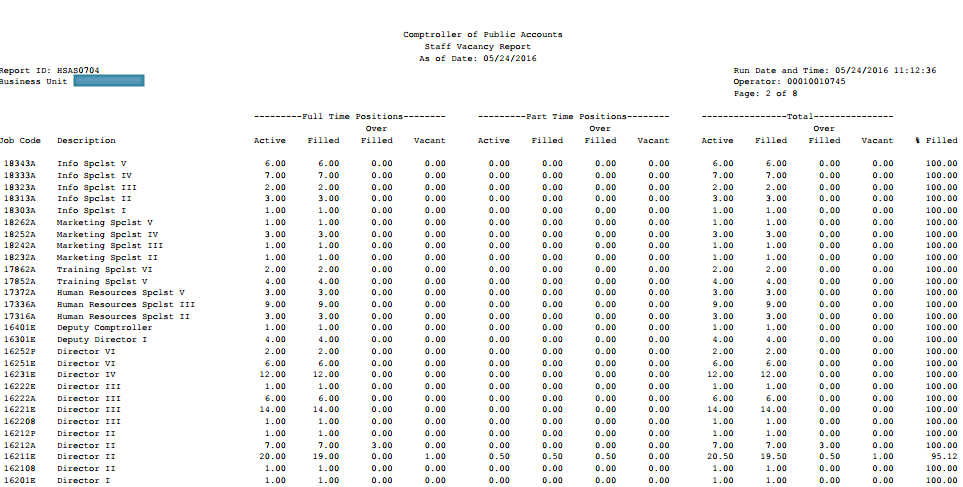 Comptroller of Public Accounts
Staff Vacancy Report
As of Date: 05/24/2016
Report ID: HSAS0704 Run Date and Time: 05/24/2016 11:12:36
Business Unit Operator: 00010010745
Page: 2 of 8
---------Full Time Positions-------- ---------Part Time Positions-------- ----------------Total---------------
Over Over Over
Job Code Description Active Filled Filled Vacant Active Filled Filled Vacant Active Filled Filled Vacant % Filled
18343A Info Spclst V 6.00 6.00 0.00 0.00 0.00 0.00 0.00 0.00 6.00 6.00 0.00 0.00 100.00
18333A Info Spclst IV 7.00 7.00 0.00 0.00 0.00 0.00 0.00 0.00 7.00 7.00 0.00 0.00 100.00
18323A Info Spclst III 2.00 2.00 0.00 0.00 0.00 0.00 0.00 0.00 2.00 2.00 0.00 0.00 100.00
18313A Info Spclst II 3.00 3.00 0.00 0.00 0.00 0.00 0.00 0.00 3.00 3.00 0.00 0.00 100.00
18303A Info Spclst I 1.00 1.00 0.00 0.00 0.00 0.00 0.00 0.00 1.00 1.00 0.00 0.00 100.00
18262A Marketing Spclst V 1.00 1.00 0.00 0.00 0.00 0.00 0.00 0.00 1.00 1.00 0.00 0.00 100.00
18252A Marketing Spclst IV 3.00 3.00 0.00 0.00 0.00 0.00 0.00 0.00 3.00 3.00 0.00 0.00 100.00
18242A Marketing Spclst III 1.00 1.00 0.00 0.00 0.00 0.00 0.00 0.00 1.00 1.00 0.00 0.00 100.00
18232A Marketing Spclst II 1.00 1.00 0.00 0.00 0.00 0.00 0.00 0.00 1.00 1.00 0.00 0.00 100.00
17862A Training Spclst VI 2.00 2.00 0.00 0.00 0.00 0.00 0.00 0.00 2.00 2.00 0.00 0.00 100.00
17852A Training Spclst V 4.00 4.00 0.00 0.00 0.00 0.00 0.00 0.00 4.00 4.00 0.00 0.00 100.00
17372A Human Resources Spclst V 3.00 3.00 0.00 0.00 0.00 0.00 0.00 0.00 3.00 3.00 0.00 0.00 100.00
17336A Human Resources Spclst III 9.00 9.00 0.00 0.00 0.00 0.00 0.00 0.00 9.00 9.00 0.00 0.00 100.00
17316A Human Resources Spclst II 3.00 3.00 0.00 0.00 0.00 0.00 0.00 0.00 3.00 3.00 0.00 0.00 100.00
16401E Deputy Comptroller 1.00 1.00 0.00 0.00 0.00 0.00 0.00 0.00 1.00 1.00 0.00 0.00 100.00
16301E Deputy Director I 4.00 4.00 0.00 0.00 0.00 0.00 0.00 0.00 4.00 4.00 0.00 0.00 100.00
16252P Director VI 2.00 2.00 0.00 0.00 0.00 0.00 0.00 0.00 2.00 2.00 0.00 0.00 100.00
16251E Director VI 6.00 6.00 0.00 0.00 0.00 0.00 0.00 0.00 6.00 6.00 0.00 0.00 100.00
16231E Director IV 12.00 12.00 0.00 0.00 0.00 0.00 0.00 0.00 12.00 12.00 0.00 0.00 100.00
16222E Director III 1.00 1.00 0.00 0.00 0.00 0.00 0.00 0.00 1.00 1.00 0.00 0.00 100.00
16222A Director III 6.00 6.00 0.00 0.00 0.00 0.00 0.00 0.00 6.00 6.00 0.00 0.00 100.00
16221E Director III 14.00 14.00 0.00 0.00 0.00 0.00 0.00 0.00 14.00 14.00 0.00 0.00 100.00
162208 Director III 1.00 1.00 0.00 0.00 0.00 0.00 0.00 0.00 1.00 1.00 0.00 0.00 100.00
16212P Director II 1.00 1.00 0.00 0.00 0.00 0.00 0.00 0.00 1.00 1.00 0.00 0.00 100.00
16212A Director II 7.00 7.00 3.00 0.00 0.00 0.00 0.00 0.00 7.00 7.00 3.00 0.00 100.00
16211E Director II 20.00 19.00 0.00 1.00 0.50 0.50 0.50 0.00 20.50 19.50 0.50 1.00 95.12
162108 Director II 1.00 1.00 0.00 0.00 0.00 0.00 0.00 0.00 1.00 1.00 0.00 0.00 100.00
16201E Director I 1.00 1.00 0.00 0.00 0.00 0.00 0.00 0.00 1.00 1.00 0.00 0.00 100.00